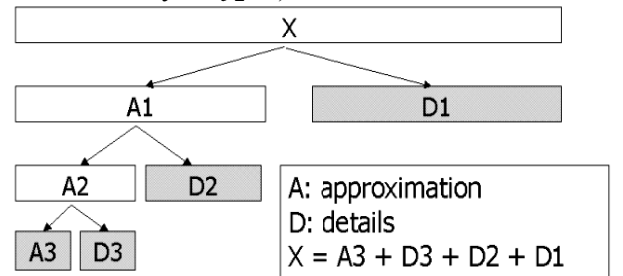 X
A1
D1
A2
D2
A: approximation
D: details
A3
D3
X = A3 + D3 + D2 + D1